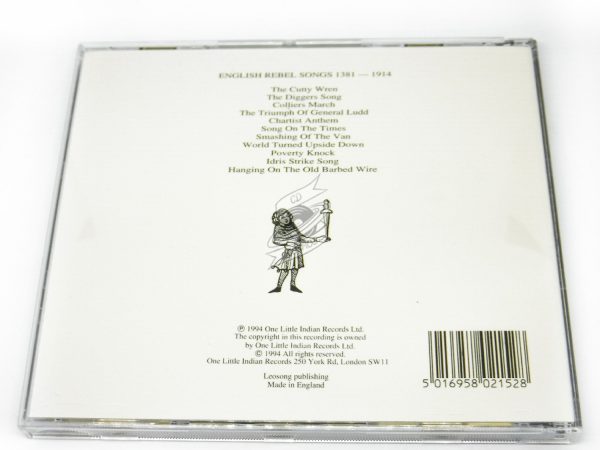 ENGLISH REBEL SONGS 1381 — 1914
The Cutty Wren
The Diggers Song
Colliers March
The Triumph Of General Ludd
Chartist Anthem
Song On The Times
Smashing Of The Van
World Turned Upside Down
Poverty Knock
Idris Strike Song
Hanging On The Old Barbed Wire
CD
℗ 1994 One Little Indian Records Ltd.
The copyright in this recording is owned
by One Little Indian Records Ltd.
© 1994 All rights reserved.
One Little Indian Records 250 York Rd, London SW11
Leosong publishing
Made in England
5 016958 021528